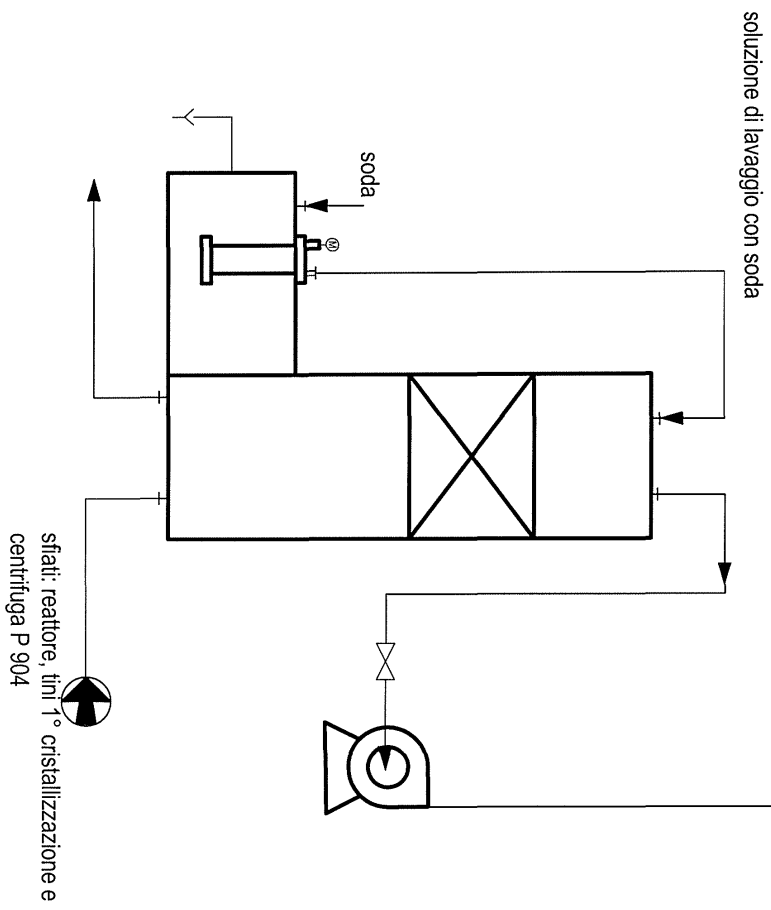 soluzione di lavaggio con soda
soda
M
sfiati: reattore, tini 1° cristallizzazione e
centrifuga P 904